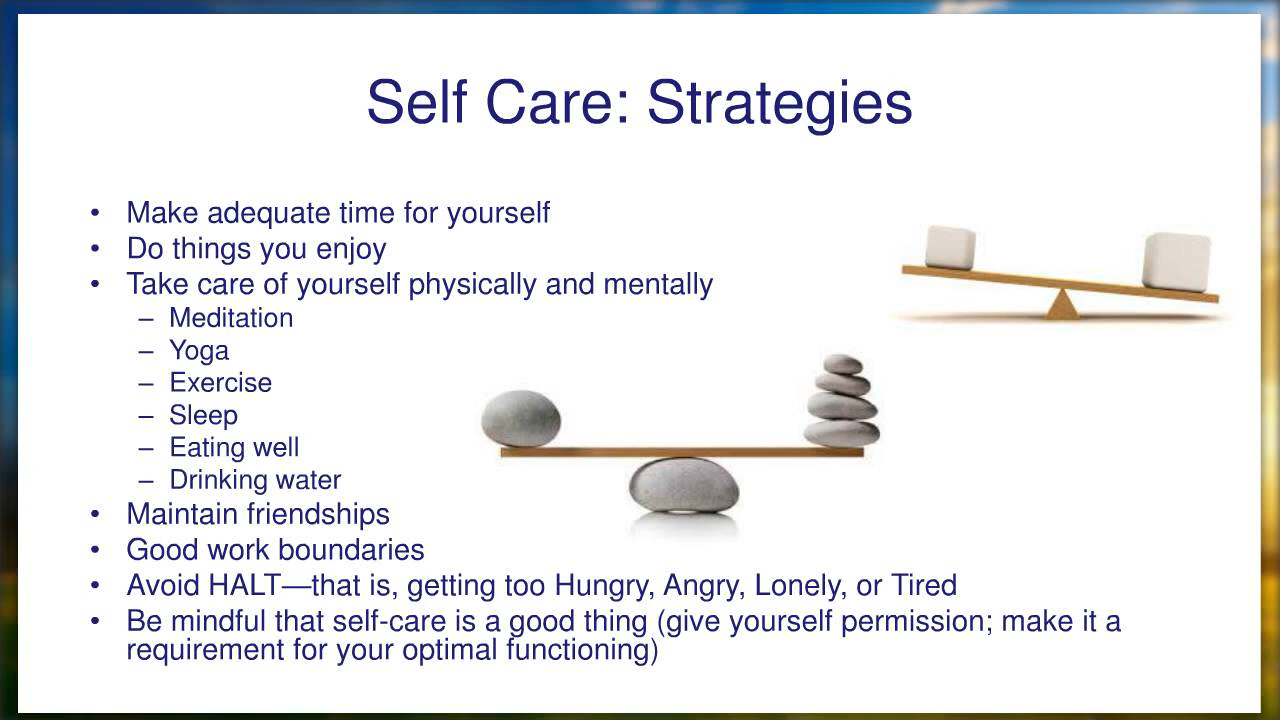 Self Care: Strategies
• Make adequate time for yourself
• Do things you enjoy
• Take care of yourself physically and mentally
– Meditation
– Yoga
– Exercise
– Sleep
– Eating well
– Drinking water
• Maintain friendships
• Good work boundaries
• Avoid HALT—that is, getting too Hungry, Angry, Lonely, or Tired
• Be mindful that self-care is a good thing (give yourself permission; make it a
requirement for your optimal functioning)